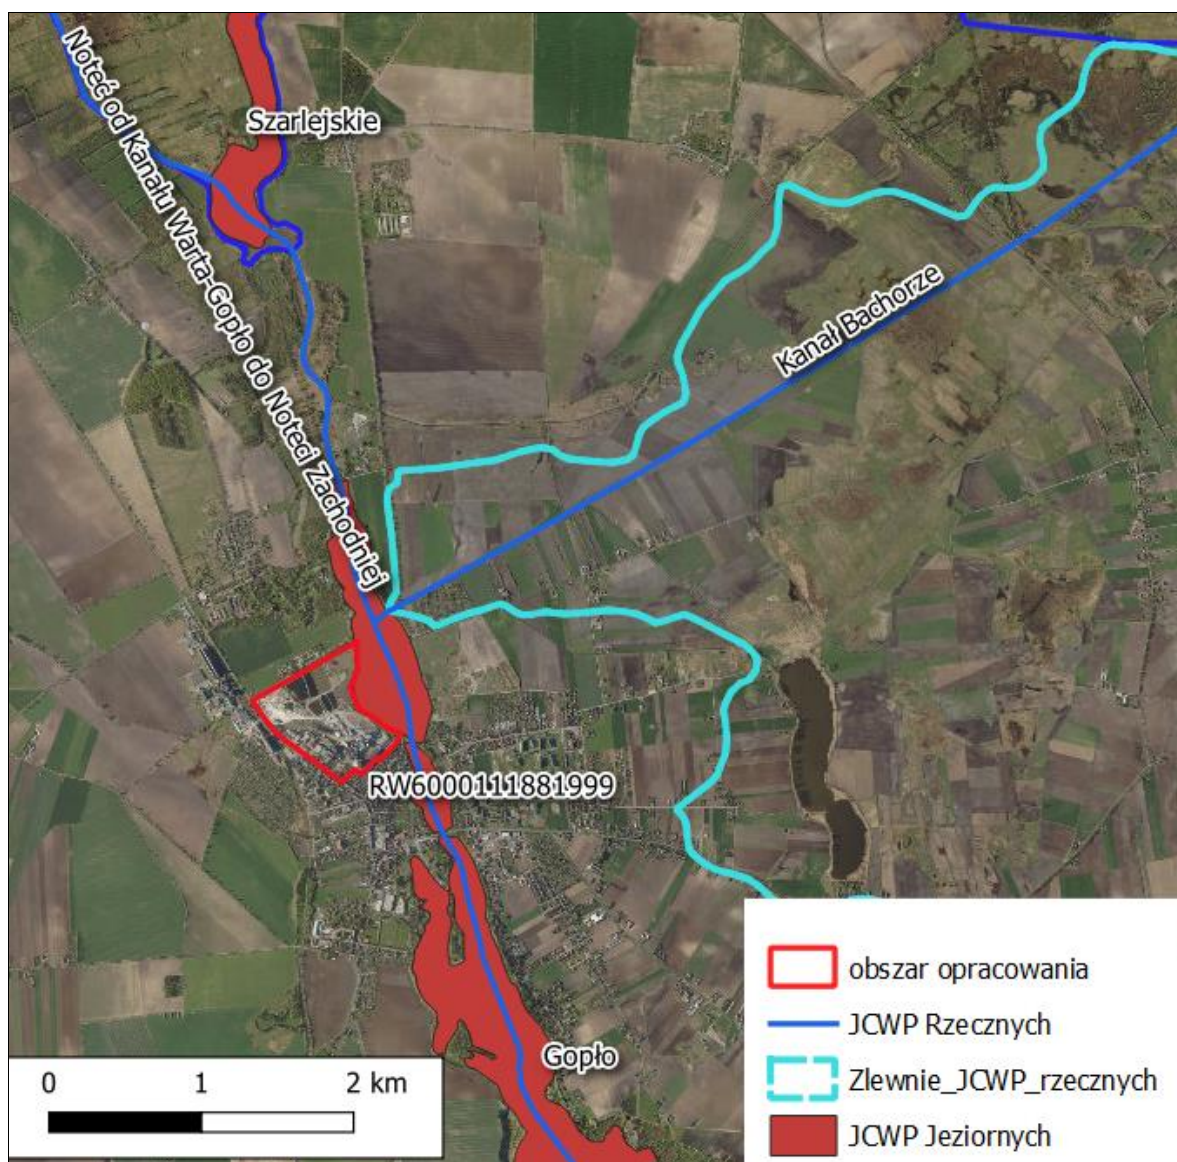 Noteć od Kanału Warta-Gopło do Noteci Zachodniej
Szarlejskie
Kanał Bachorze
RW6000111881999
Gopło
0 1 2 km
obszar opracowania
JCWP Rzecznych
Zlewnie_JCWP_rzecznych
JCWP Jeziornych